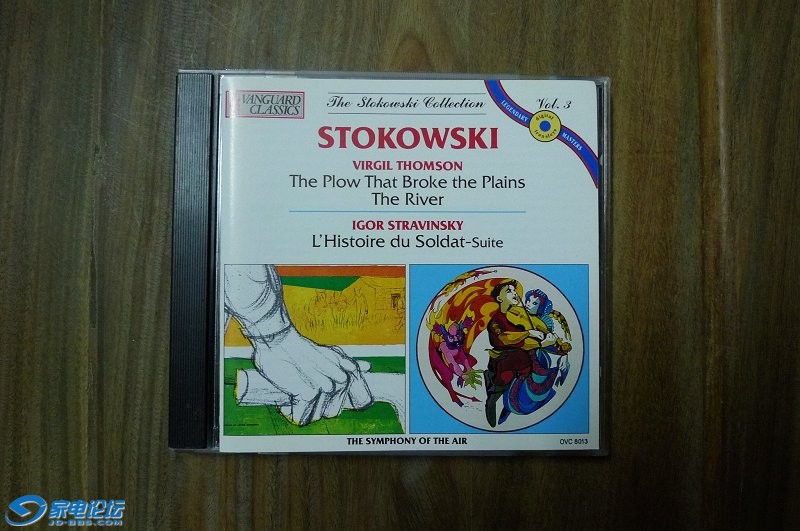 VANGUARD
CLASSICS
The Stokowski Collection
Vol. 3
LEGENDARY
digital
transfers
MASTERS
STOKOWSKI
VIRGIL THOMSON
The Plow That Broke the Plains
The River
IGOR STRAVINSKY
L'Histoire du Soldat-Suite
THE SYMPHONY OF THE AIR
OVC 8013
家电论坛
JD-BBS.COM